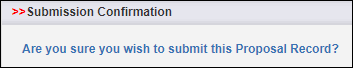 >>Submission Confirmation
Are you sure you wish to submit this Proposal Record?